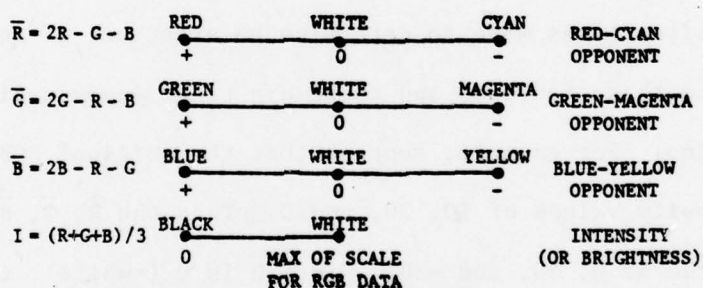 RED WHITE CYAN
R̅ = 2R - G - B RED-CYAN
+ 0 - OPPONENT
GREEN WHITE MAGENTA
G̅ = 2G - R - B GREEN-MAGENTA
+ 0 - OPPONENT
BLUE WHITE YELLOW
B̅ = 2B - R - G BLUE-YELLOW
+ 0 - OPPONENT
BLACK WHITE
I = (R+G+B)/3 INTENSITY
0 MAX OF SCALE (OR BRIGHTNESS)
FOR RGB DATA